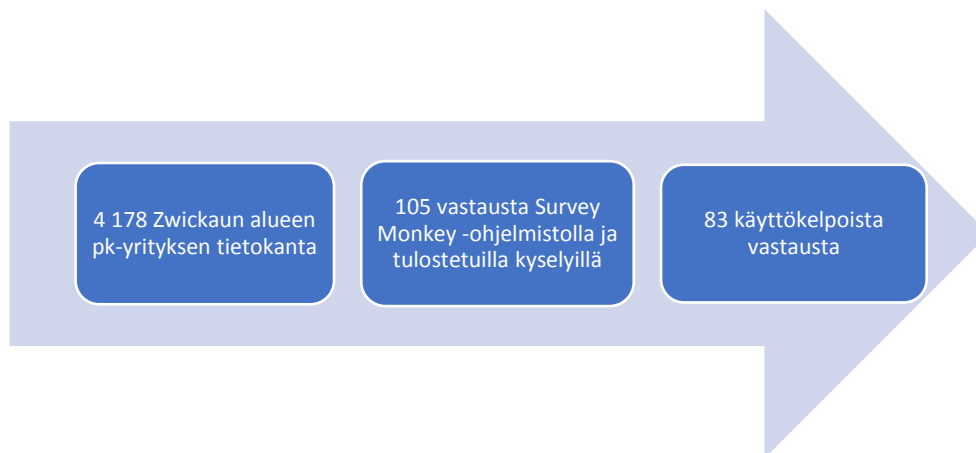 4 178 Zwickaun alueen
pk-yrityksen tietokanta
105 vastausta Survey
Monkey -ohjelmistolla ja
tulostetuilla kyselyillä
83 käyttökelpoista
vastausta